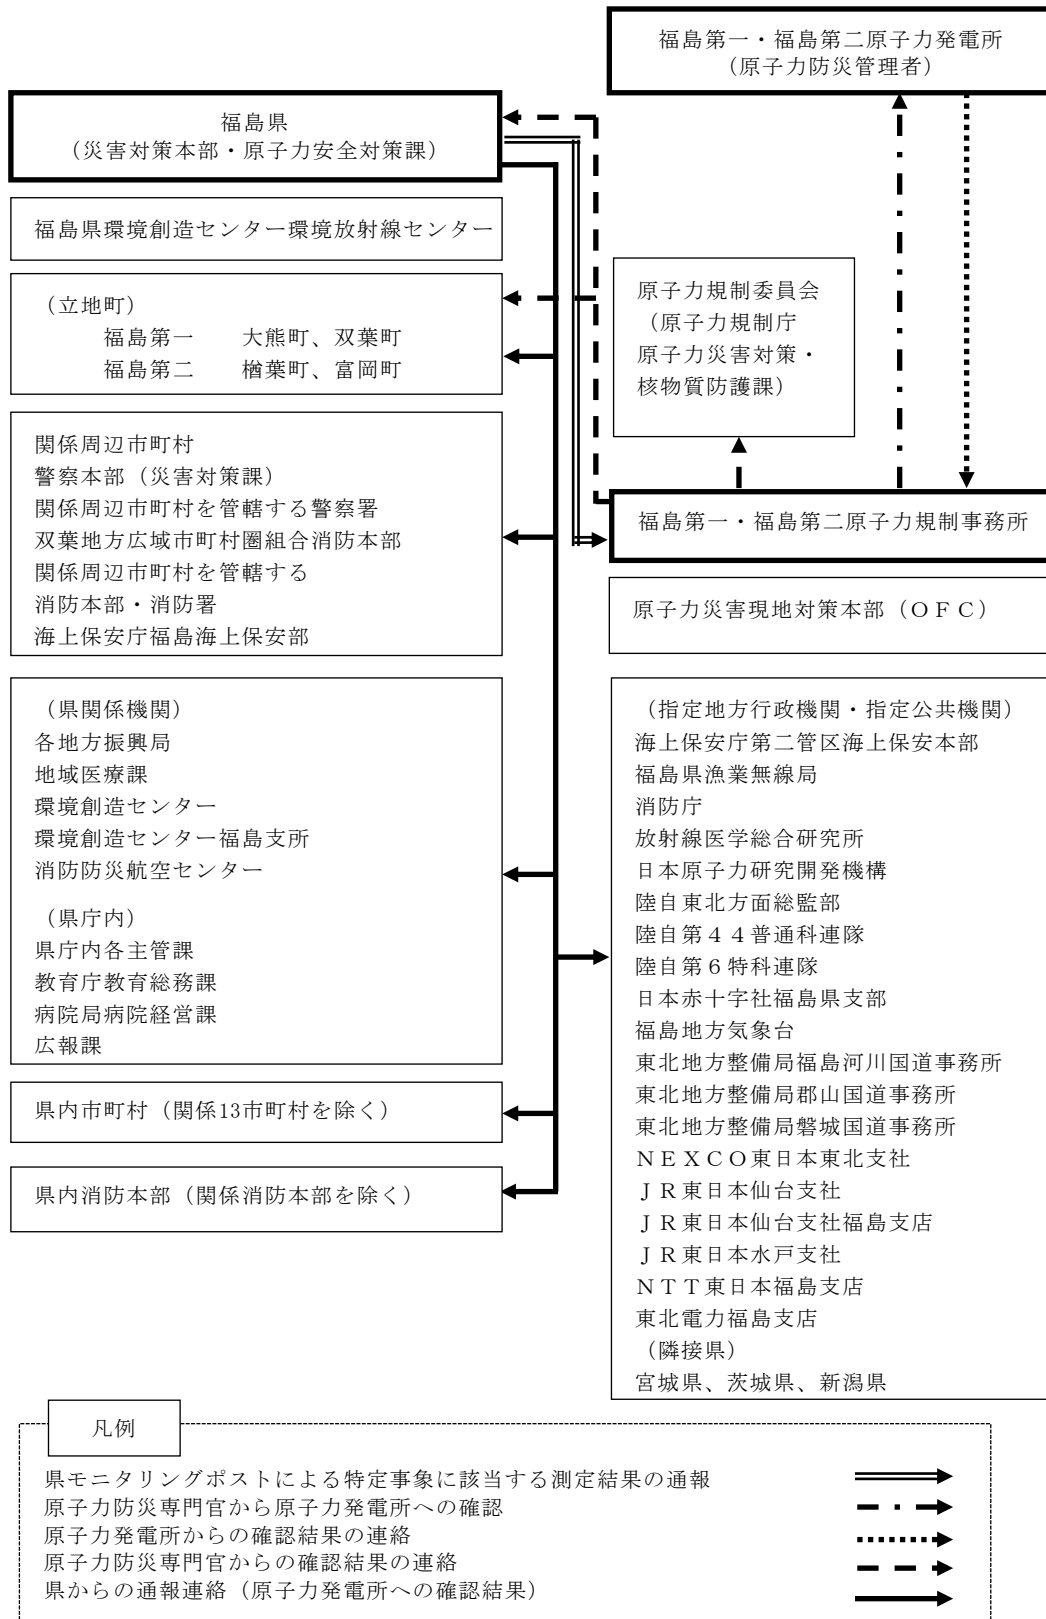 福島第一・福島第二原子力発電所
（原子力防災管理者）
福島県
（災害対策本部・原子力安全対策課）
福島県環境創造センター環境放射線センター
（立地町）
福島第一　　大熊町、双葉町
福島第二　　楢葉町、富岡町
原子力規制委員会
（原子力規制庁
原子力災害対策・
核物質防護課）
関係周辺市町村
警察本部（災害対策課）
関係周辺市町村を管轄する警察署
双葉地方広域市町村圏組合消防本部
関係周辺市町村を管轄する
消防本部・消防署
海上保安庁福島海上保安部
福島第一・福島第二原子力規制事務所
原子力災害現地対策本部（ＯＦＣ）
（県関係機関）
各地方振興局
地域医療課
環境創造センター
環境創造センター福島支所
消防防災航空センター
（県庁内）
県庁内各主管課
教育庁教育総務課
病院局病院経営課
広報課
県内市町村（関係13市町村を除く）
県内消防本部（関係消防本部を除く）
（指定地方行政機関・指定公共機関）
海上保安庁第二管区海上保安本部
福島県漁業無線局
消防庁
放射線医学総合研究所
日本原子力研究開発機構
陸自東北方面総監部
陸自第４４普通科連隊
陸自第６特科連隊
日本赤十字社福島県支部
福島地方気象台
東北地方整備局福島河川国道事務所
東北地方整備局郡山国道事務所
東北地方整備局磐城国道事務所
ＮＥＸＣＯ東日本東北支社
ＪＲ東日本仙台支社
ＪＲ東日本仙台支社福島支店
ＪＲ東日本水戸支社
ＮＴＴ東日本福島支店
東北電力福島支店
（隣接県）
宮城県、茨城県、新潟県
凡例
県モニタリングポストによる特定事象に該当する測定結果の通報
原子力防災専門官から原子力発電所への確認
原子力発電所からの確認結果の連絡
原子力防災専門官からの確認結果の連絡
県からの通報連絡（原子力発電所への確認結果）